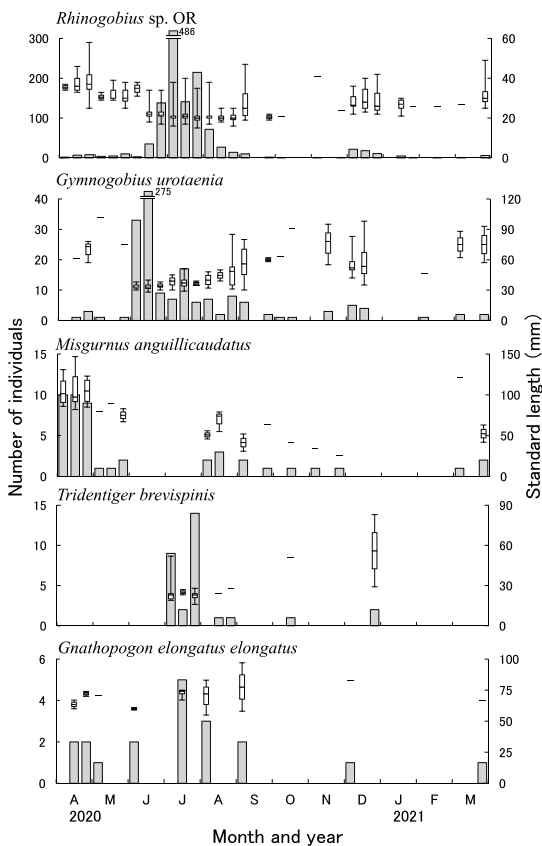 Rhinogobius sp. OR
300 486 60
200 40
100 20
0 0
Gymnogobius urotaenia
40 275 120
30 90
20 60
10 30
0 0
Misgurnus anguillicaudatus
15 150
10 100
5 50
0 0
Tridentiger brevispinis
15 90
10 60
5 30
0 0
Gnathopogon elongatus elongatus
6 100
75
4
50
2 25
0 0
A M J J A S O N D J F M
2020 2021
Month and year
Number of individuals
Standard length (mm)